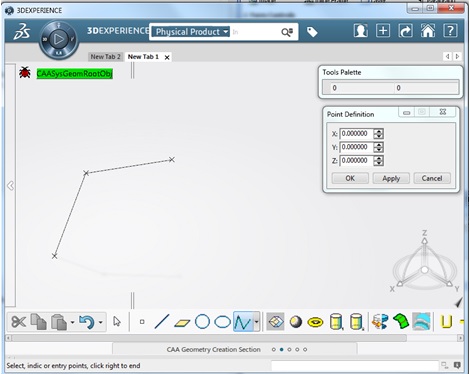 3DEXPERIENCE
3DEXPERIENCE Physical Product in
New Tab 2 New Tab 1
CAASysGeomRootObj
Tools Palette
0 0
Point Definition
X: 0.000000
Y: 0.000000
Z: 0.000000
OK Apply Cancel
Z
X Y
CAA Geometry Creation Section
Select, indic or entry points, click right to end